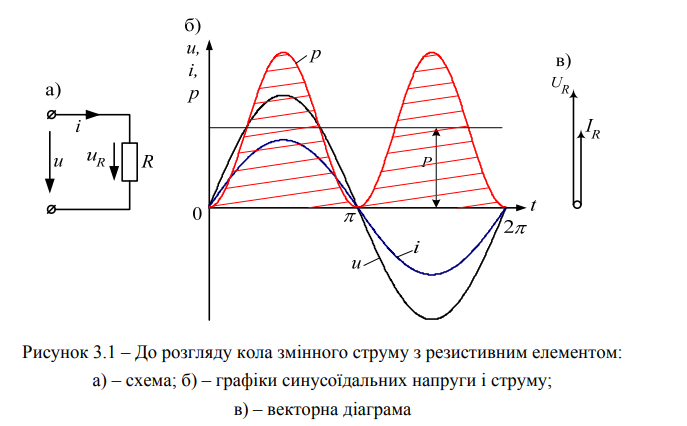 а)
i
u
u_R
R
б)
u,
i,
p
p
P
0
π
2π
t
i
u
в)
U_R
I_R
Рисунок 3.1 – До розгляду кола змінного струму з резистивним елементом:
а) – схема; б) – графіки синусоїдальних напруги і струму;
в) – векторна діаграма